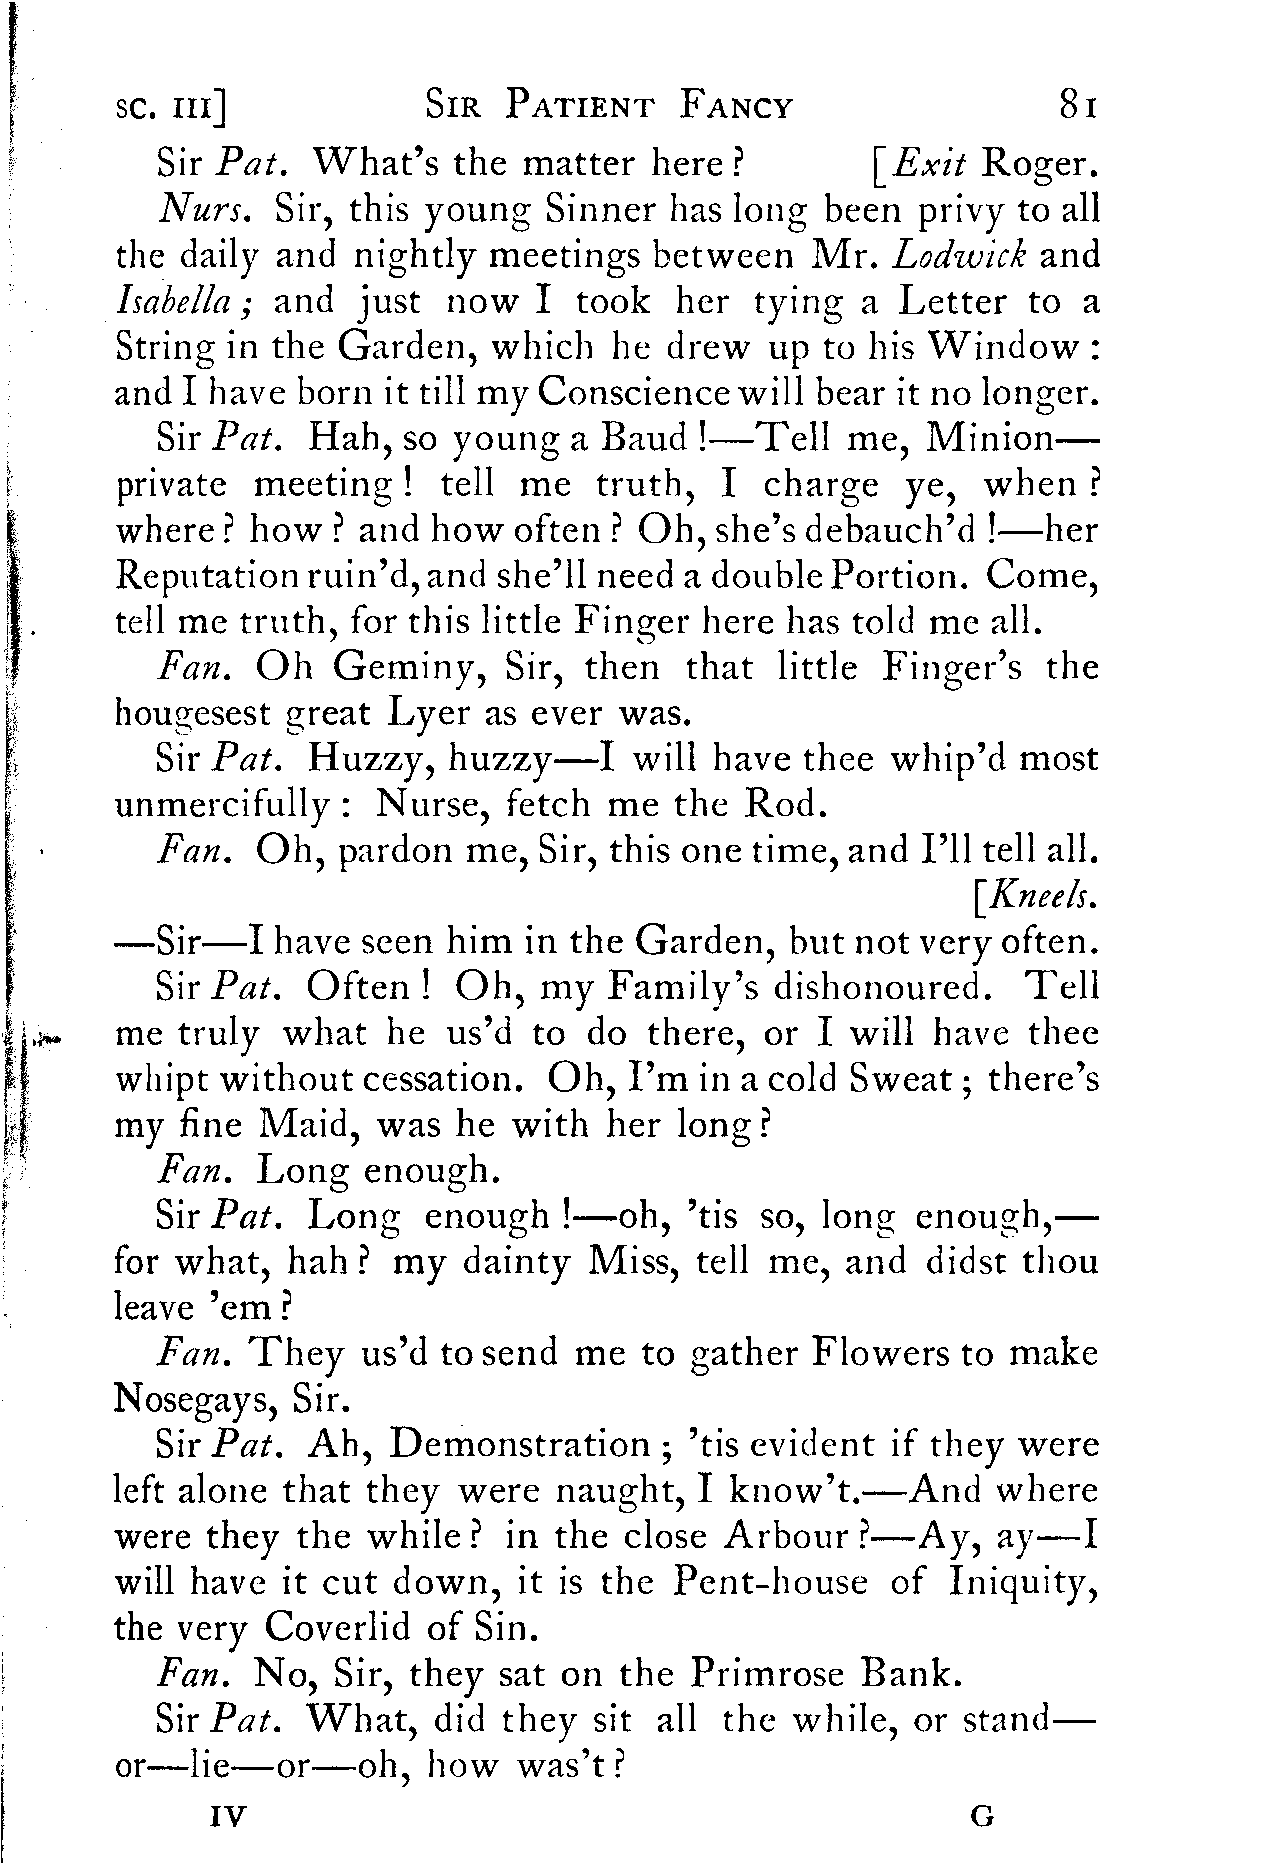 SC. III] SIR PATIENT FANCY 81
Sir Pat. What's the matter here? [Exit Roger.
Nurs. Sir, this young Sinner has long been privy to all
the daily and nightly meetings between Mr. Lodwick and
Isabella; and just now I took her tying a Letter to a
String in the Garden, which he drew up to his Window:
and I have born it till my Conscience will bear it no longer.
Sir Pat. Hah, so young a Baud!—Tell me, Minion—
private meeting! tell me truth, I charge ye, when?
where? how? and how often? Oh, she's debauch'd!—her
Reputation ruin'd, and she'll need a double Portion. Come,
tell me truth, for this little Finger here has told me all.
Fan. Oh Geminy, Sir, then that little Finger's the
hougesest great Lyer as ever was.
Sir Pat. Huzzy, huzzy—I will have thee whip'd most
unmercifully: Nurse, fetch me the Rod.
Fan. Oh, pardon me, Sir, this one time, and I'll tell all.
[Kneels.
—Sir—I have seen him in the Garden, but not very often.
Sir Pat. Often! Oh, my Family's dishonoured. Tell
me truly what he us'd to do there, or I will have thee
whipt without cessation. Oh, I'm in a cold Sweat; there's
my fine Maid, was he with her long?
Fan. Long enough.
Sir Pat. Long enough!—oh, 'tis so, long enough,—
for what, hah? my dainty Miss, tell me, and didst thou
leave 'em?
Fan. They us'd to send me to gather Flowers to make
Nosegays, Sir.
Sir Pat. Ah, Demonstration; 'tis evident if they were
left alone that they were naught, I know't.—And where
were they the while? in the close Arbour?—Ay, ay—I
will have it cut down, it is the Pent-house of Iniquity,
the very Coverlid of Sin.
Fan. No, Sir, they sat on the Primrose Bank.
Sir Pat. What, did they sit all the while, or stand—
or—lie—or—oh, how was't?
IV G